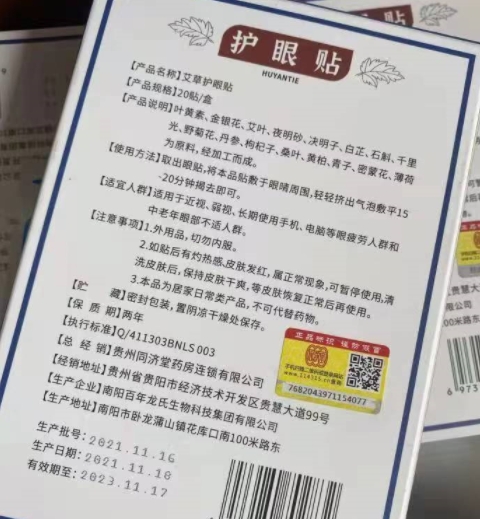 护眼贴
HUYANTIE
【产品名称】艾草护眼贴
【产品规格】20贴/盒
【产品说明】叶黄素、金银花、艾叶、夜明砂、决明子、白芷、石斛、千里
光、野菊花、丹参、枸杞子、桑叶、黄柏、青子、密蒙花、薄荷
为原料，经加工而成。
【使用方法】取出眼贴，将本品贴敷于眼睛周围，轻轻挤出气泡敷平15
-20分钟揭去即可。
【适宜人群】适用于近视、弱视、长期使用手机、电脑等眼疲劳人群和
中老年眼部不适人群。
【注意事项】1.外用品，切勿内服。
2.如贴后有灼热感、皮肤发红，属正常现象，可暂停使用，清
洗皮肤后，保持皮肤干爽，等皮肤恢复正常后再使用。
3.本品为居家日常类产品，不可代替药物。
【贮 藏】密封包装，置阴凉干燥处保存。
【保 质 期】两年
【执行标准】Q/411303BNLS 003
【总 经 销】贵州同济堂药房连锁有限公司
【经销地址】贵州省贵阳市经济技术开发区贵慧大道99号
【生产企业】南阳百年龙氏生物科技集团有限公司
【生产地址】南阳市卧龙蒲山镇花库口南100米路东
生产批号：2021.11.16
生产日期：2021.11.18
有效期至：2023.11.17
7682043971154077
贵慧大
100米路东
6973